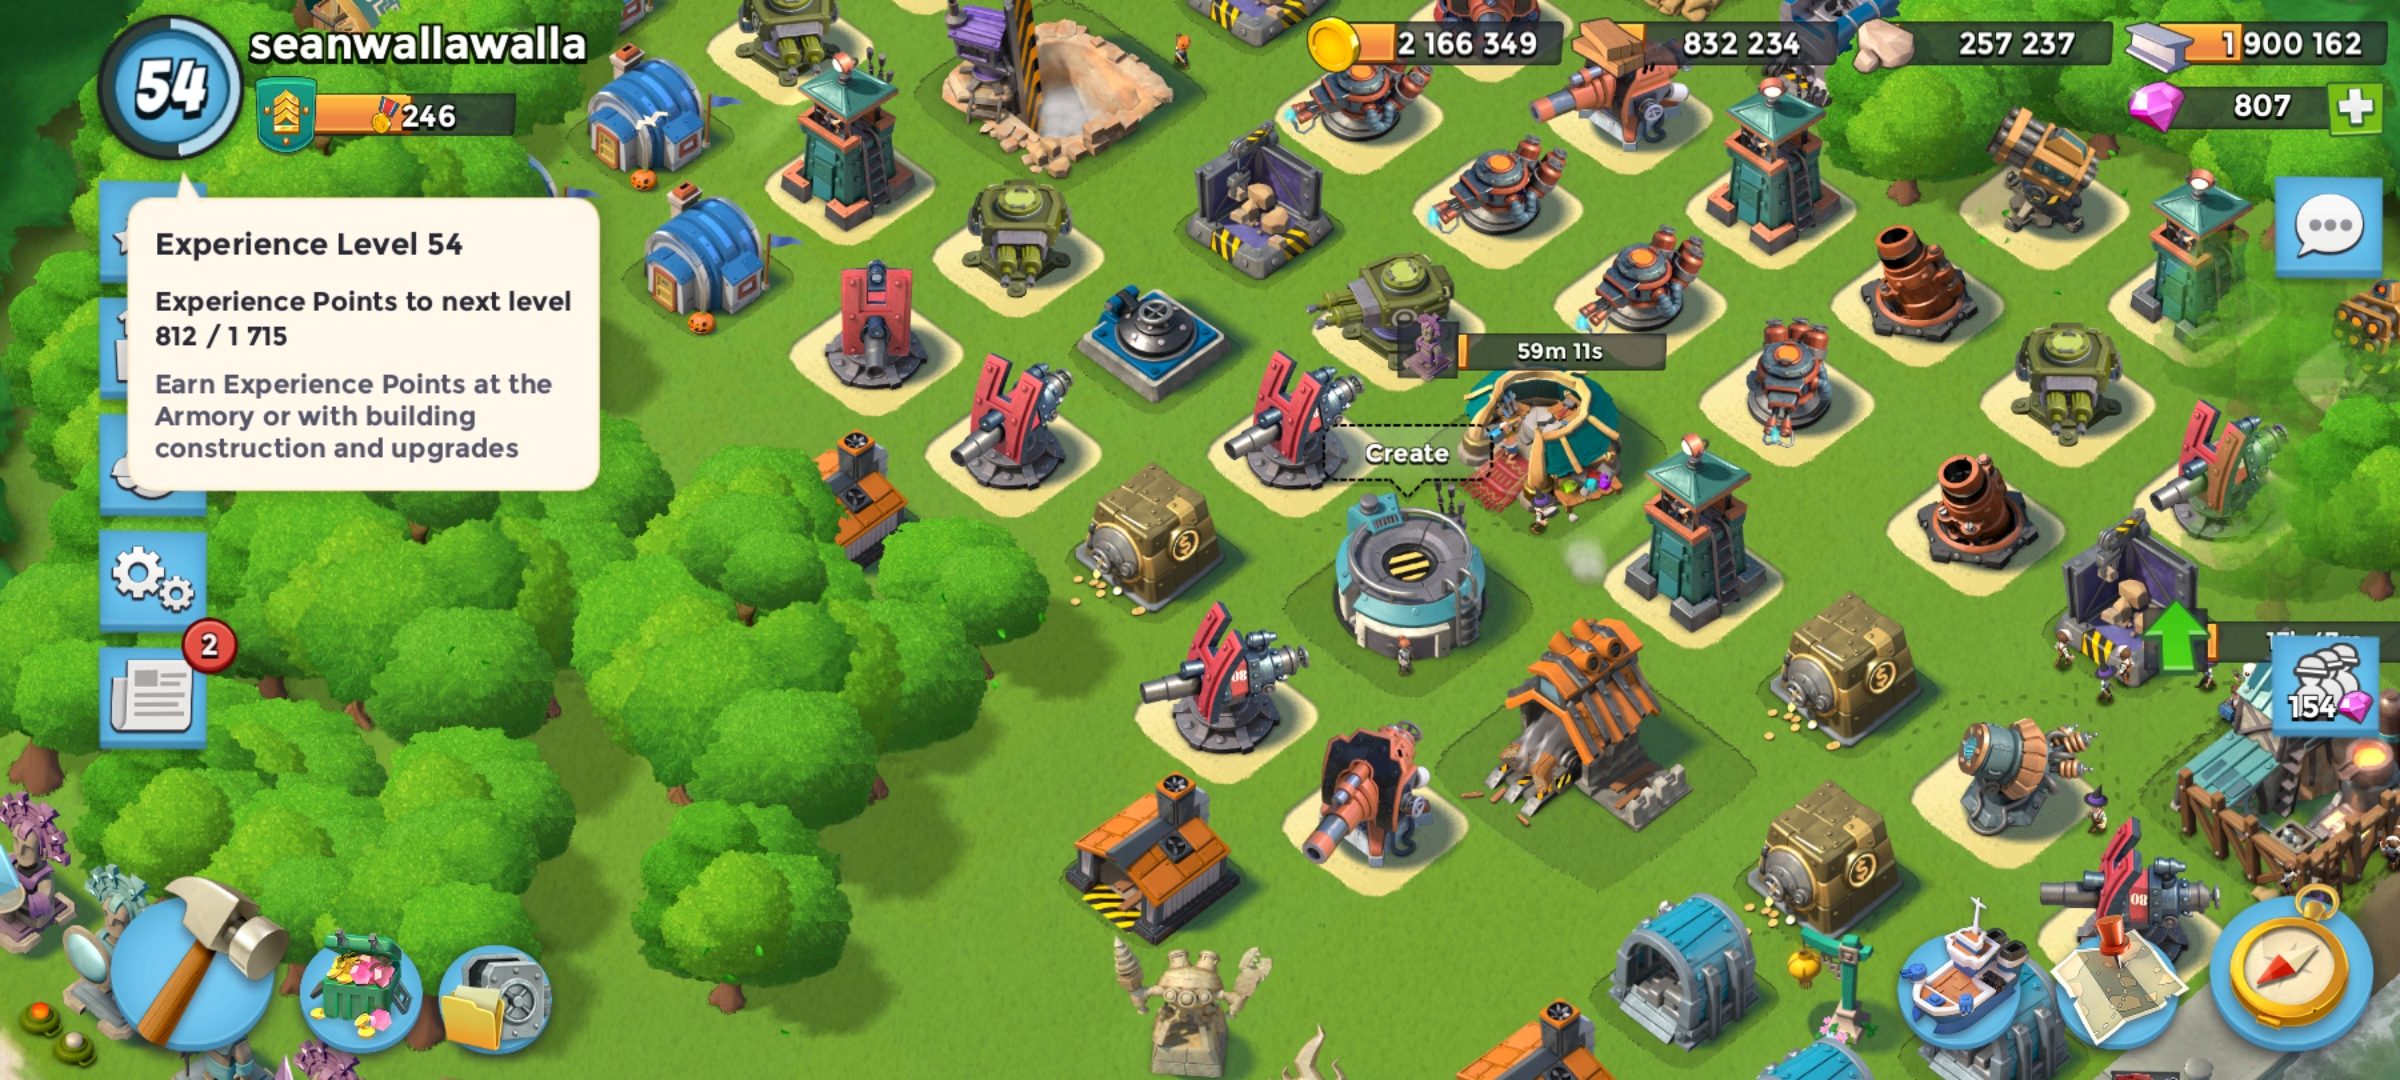 54
seanwallawalla
246
2 166 349
832 234
257 237
1 900 162
807
Experience Level 54
Experience Points to next level
812 / 1 715
Earn Experience Points at the
Armory or with building
construction and upgrades
59m 11s
Create
2
154
08
08